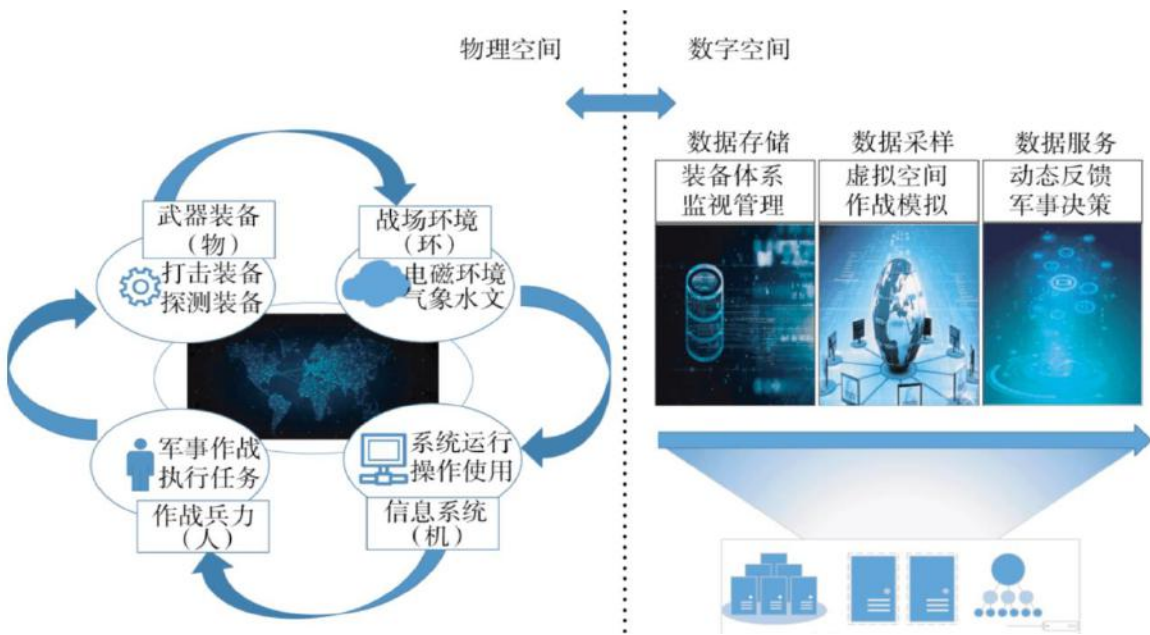 物理空间
数字空间
武器装备
（物）
打击装备
探测装备
战场环境
（环）
电磁环境
气象水文
军事作战
执行任务
作战兵力
（人）
系统运行
操作使用
信息系统
（机）
数据存储
装备体系
监视管理
数据采样
虚拟空间
作战模拟
数据服务
动态反馈
军事决策